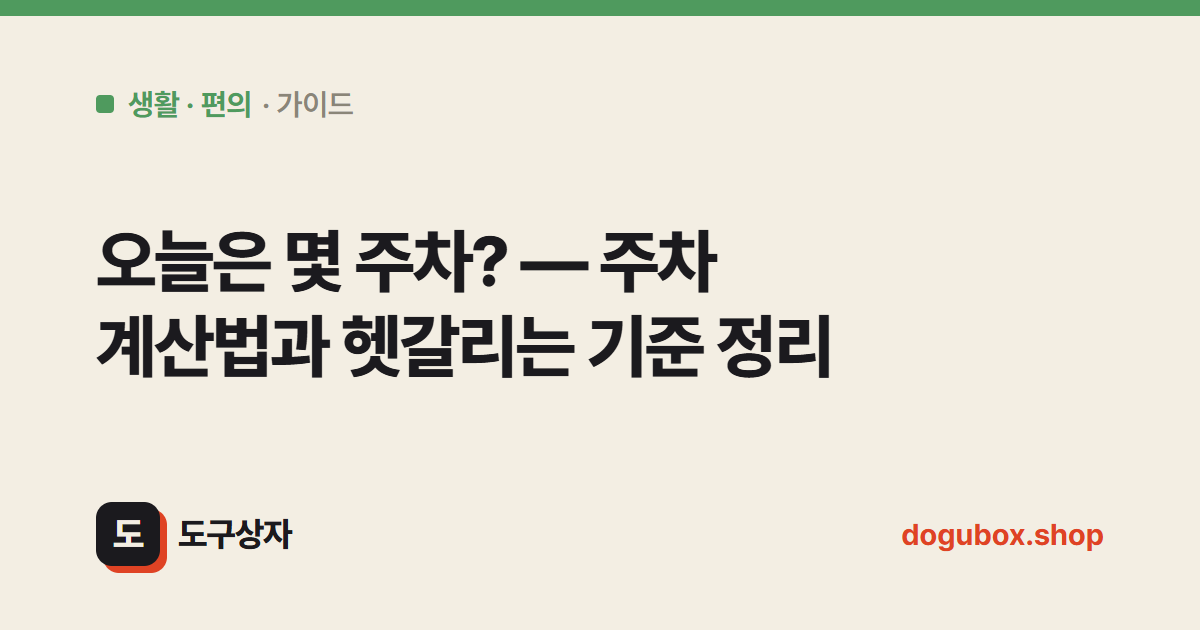 생활 · 편의 · 가이드
오늘은 몇 주차? — 주차
계산법과 헷갈리는 기준 정리
도 도구상자
dogubox.shop